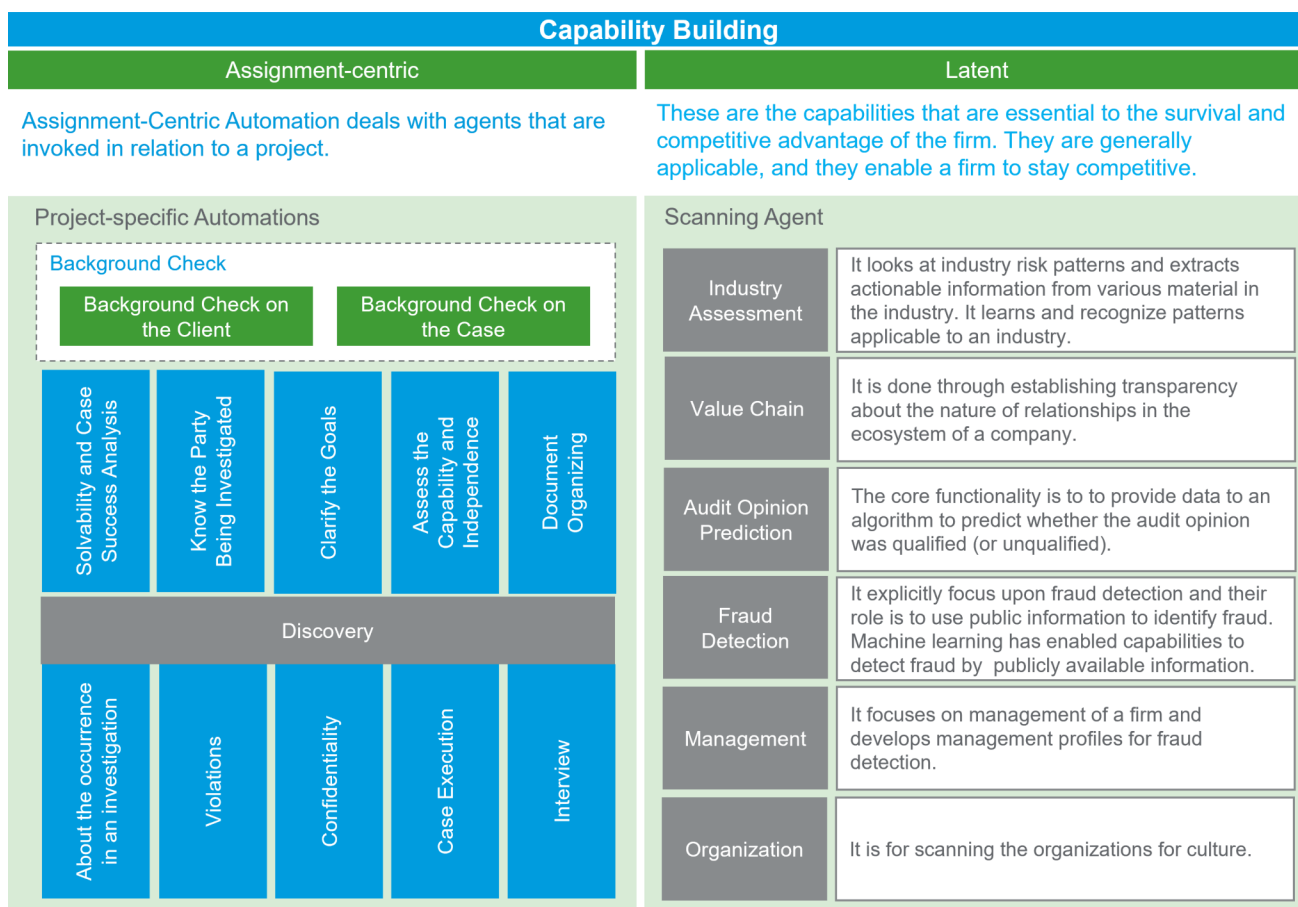 Capability Building
Assignment-centric
Assignment-Centric Automation deals with agents that are
invoked in relation to a project.
Project-specific Automations
Background Check
Background Check on
the Client
Background Check on
the Case
Solvability and Case
Success Analysis
Know the Party
Being Investigated
Clarify the Goals
Assess the
Capability and
Independence
Document
Organizing
Discovery
About the occurrence
in an investigation
Violations
Confidentiality
Case Execution
Interview
Latent
These are the capabilities that are essential to the survival and
competitive advantage of the firm. They are generally
applicable, and they enable a firm to stay competitive.
Scanning Agent
Industry
Assessment
It looks at industry risk patterns and extracts
actionable information from various material in
the industry. It learns and recognize patterns
applicable to an industry.
Value Chain
It is done through establishing transparency
about the nature of relationships in the
ecosystem of a company.
Audit Opinion
Prediction
The core functionality is to to provide data to an
algorithm to predict whether the audit opinion
was qualified (or unqualified).
Fraud
Detection
It explicitly focus upon fraud detection and their
role is to use public information to identify fraud.
Machine learning has enabled capabilities to
detect fraud by publicly available information.
Management
It focuses on management of a firm and
develops management profiles for fraud
detection.
Organization
It is for scanning the organizations for culture.